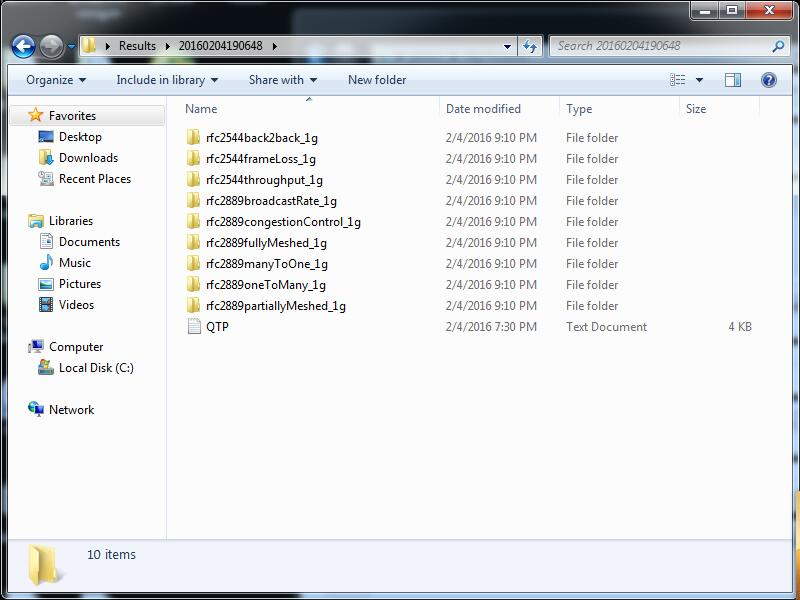 Results 20160204190648 Search 20160204190648
Organize Include in library Share with New folder
Favorites
Desktop
Downloads
Recent Places
Libraries
Documents
Music
Pictures
Videos
Computer
Local Disk (C:)
Network
Name Date modified Type Size
rfc2544back2back_1g 2/4/2016 9:10 PM File folder
rfc2544frameLoss_1g 2/4/2016 9:10 PM File folder
rfc2544throughput_1g 2/4/2016 9:10 PM File folder
rfc2889broadcastRate_1g 2/4/2016 9:10 PM File folder
rfc2889congestionControl_1g 2/4/2016 9:10 PM File folder
rfc2889fullyMeshed_1g 2/4/2016 9:10 PM File folder
rfc2889manyToOne_1g 2/4/2016 9:10 PM File folder
rfc2889oneToMany_1g 2/4/2016 9:10 PM File folder
rfc2889partiallyMeshed_1g 2/4/2016 9:10 PM File folder
QTP 2/4/2016 7:30 PM Text Document 4 KB
10 items